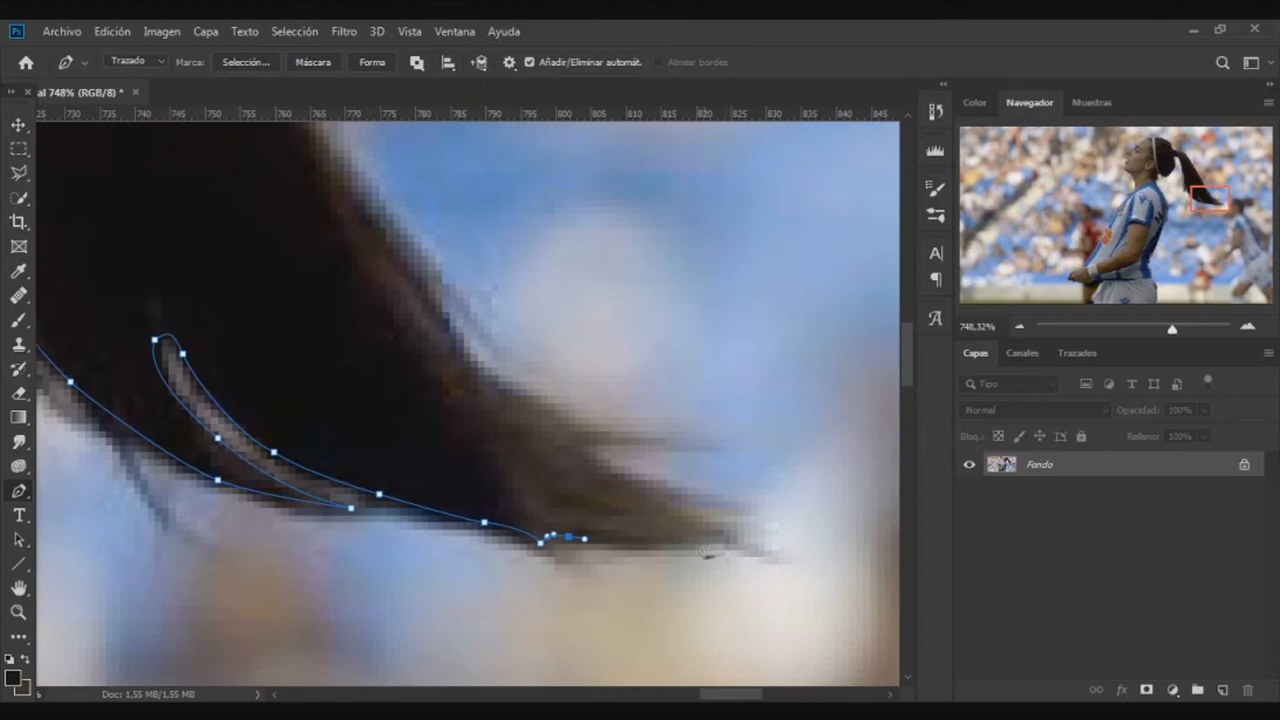 Ps Archivo Edición Imagen Capa Texto Selección Filtro 3D Vista Ventana Ayuda
Trazado Marca: Selección... Máscara Forma Añadir/Eliminar automát. Alinear bordes
al 748% (RGB/8) *
725 730 735 740 745 750 755 760 765 770 775 780 785 790 795 800 805 810 815 820 825 830 835 840 845
Color Navegador Muestras
748,32%
Capas Canales Trazados
Tipo
Normal Opacidad: 100%
Bloq.: Relleno: 100%
Fondo
Doc: 1,55 MB/1,55 MB